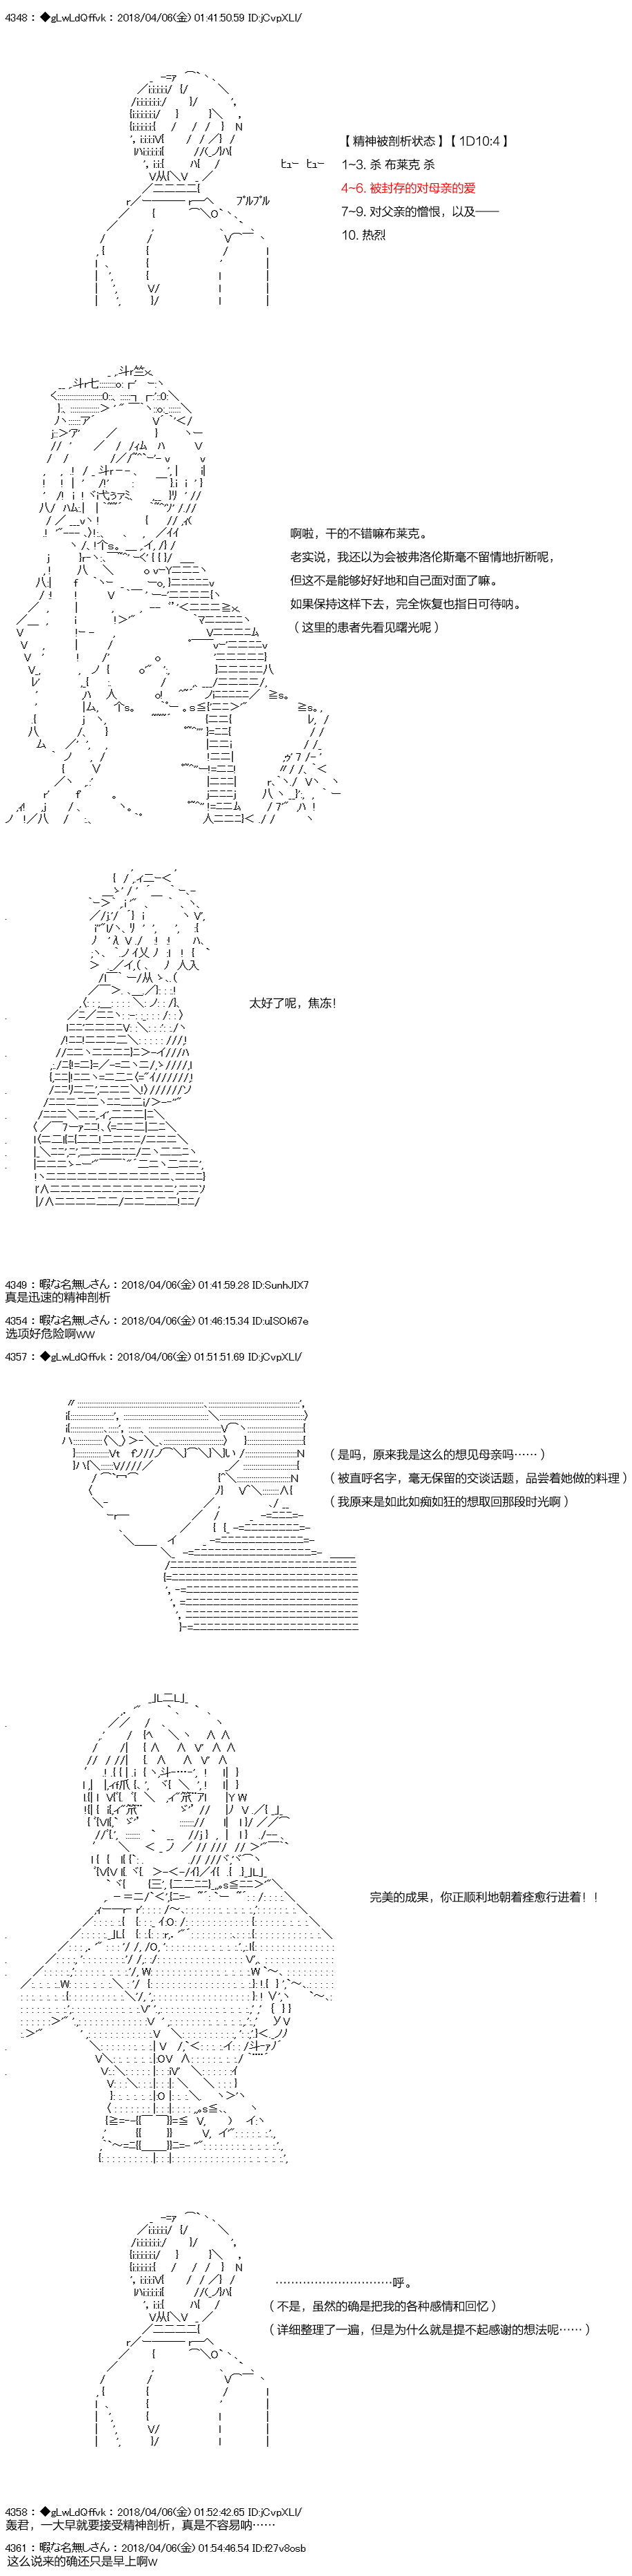 4348 : ◆gLwLdQffvk : 2018/04/06(金) 01:41:50.59 ID:jCvpXLl/
【精神被剖析状态】【1D10:4】
1~3. 杀 布莱克 杀
ﾋｭｰ ﾋｭｰ
4~6. 被封存的对母亲的爱
ﾌﾟﾙﾌﾟﾙ
7~9. 对父亲的憎恨，以及——
10. 热烈
啊啦，干的不错嘛布莱克。
老实说，我还以为会被弗洛伦斯毫不留情地折断呢，
但这不是能够好好地和自己面对面了嘛。
如果保持这样下去，完全恢复也指日可待呐。
（这里的患者先看见曙光呢）
太好了呢，焦冻！
4349 : 暇な名無しさん : 2018/04/06(金) 01:41:59.28 ID:SunhJIX7
真是迅速的精神剖析
4354 : 暇な名無しさん : 2018/04/06(金) 01:46:15.34 ID:uISOk67e
选项好危险啊ww
4357 : ◆gLwLdQffvk : 2018/04/06(金) 01:51:51.69 ID:jCvpXLl/
（是吗，原来我是这么的想见母亲吗……）
（被直呼名字，毫无保留的交谈话题，品尝着她做的料理）
（我原来是如此如痴如狂的想取回那段时光啊）
完美的成果，你正顺利地朝着痊愈行进着！！
…………………………呼。
（不是，虽然的确是把我的各种感情和回忆）
（详细整理了一遍，但是为什么就是提不起感谢的想法呢……）
4358 : ◆gLwLdQffvk : 2018/04/06(金) 01:52:42.65 ID:jCvpXLl/
轰君，一大早就要接受精神剖析，真是不容易呐……
4361 : 暇な名無しさん : 2018/04/06(金) 01:54:46.54 ID:f27v8osb
这么说来的确还只是早上啊w